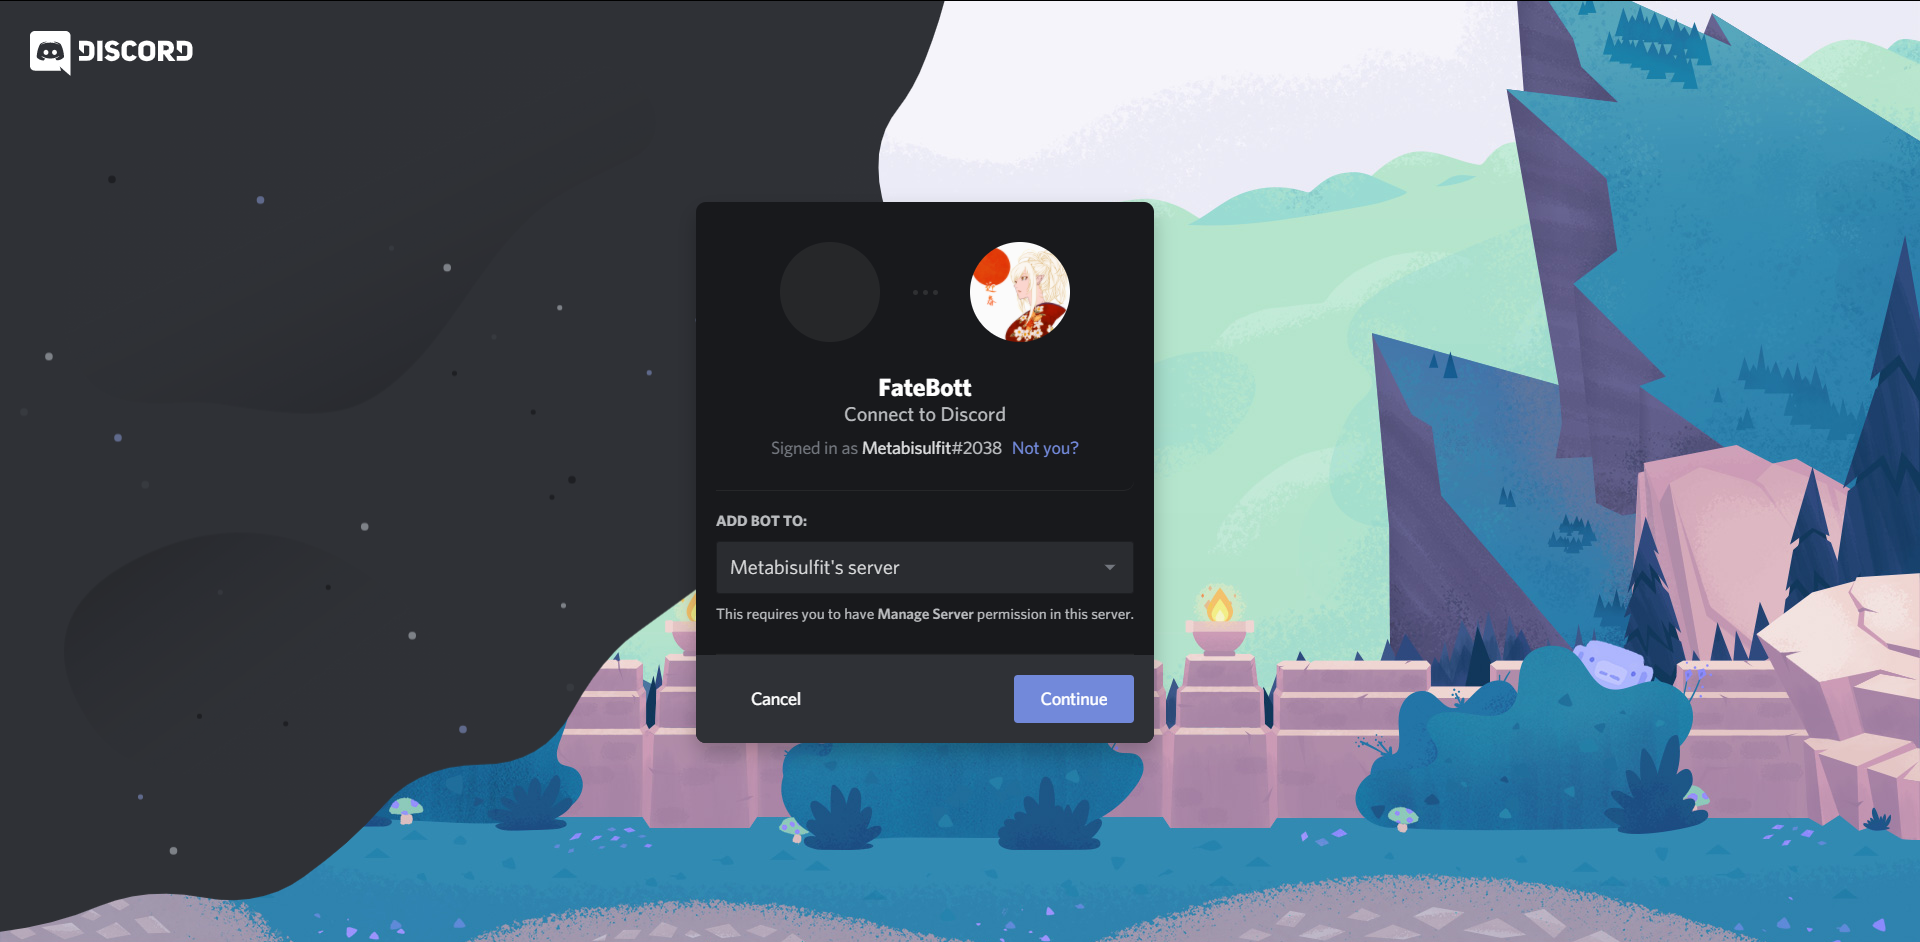 DISCORD
FateBott
Connect to Discord
Signed in as Metabisulfit#2038 Not you?
ADD BOT TO:
Metabisulfit's server
This requires you to have Manage Server permission in this server.
Cancel
Continue